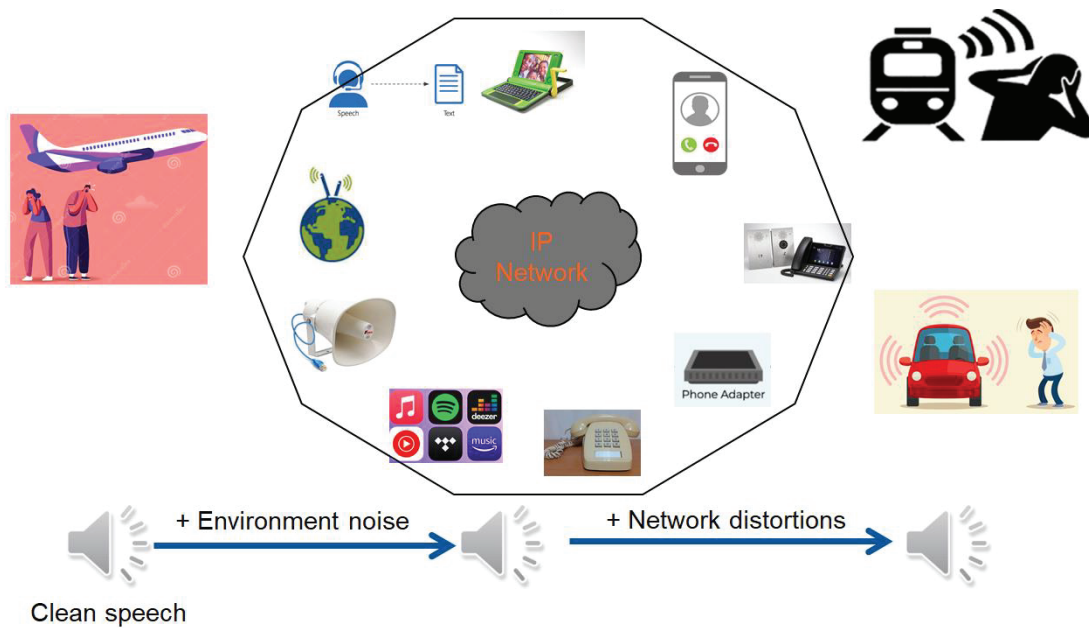 Speech
Text
IP
Network
deezer
music
Phone Adapter
+ Environment noise
+ Network distortions
Clean speech